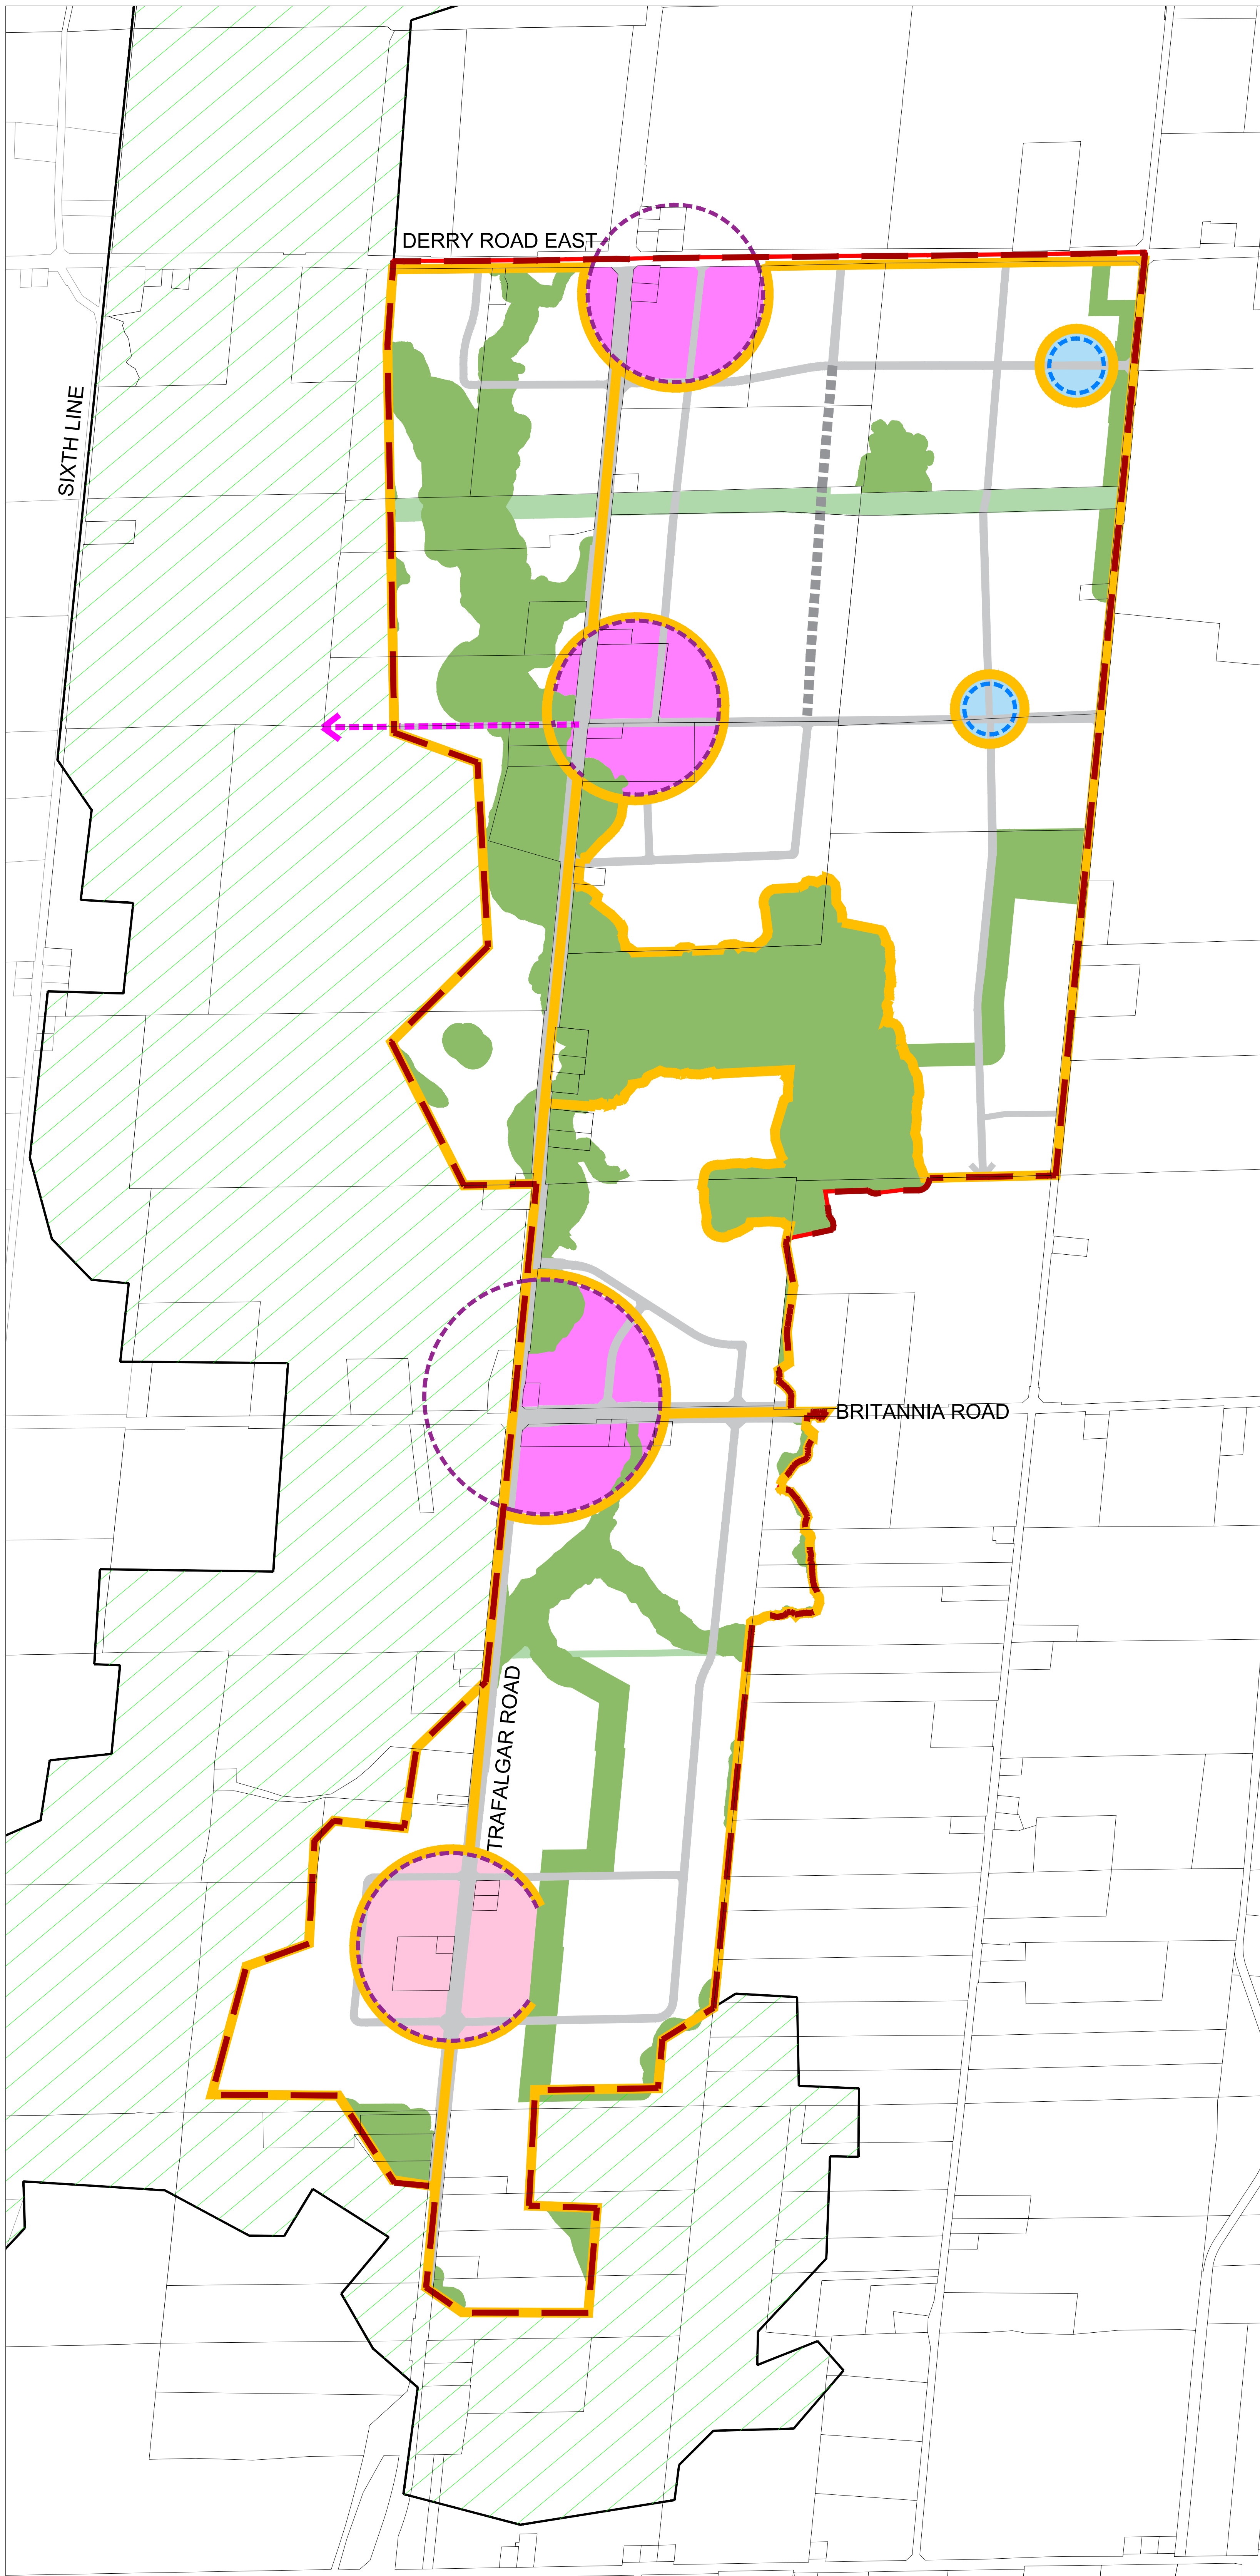 DERRY ROAD EAST
SIXTH LINE
BRITANNIA ROAD
TRAFALGAR ROAD